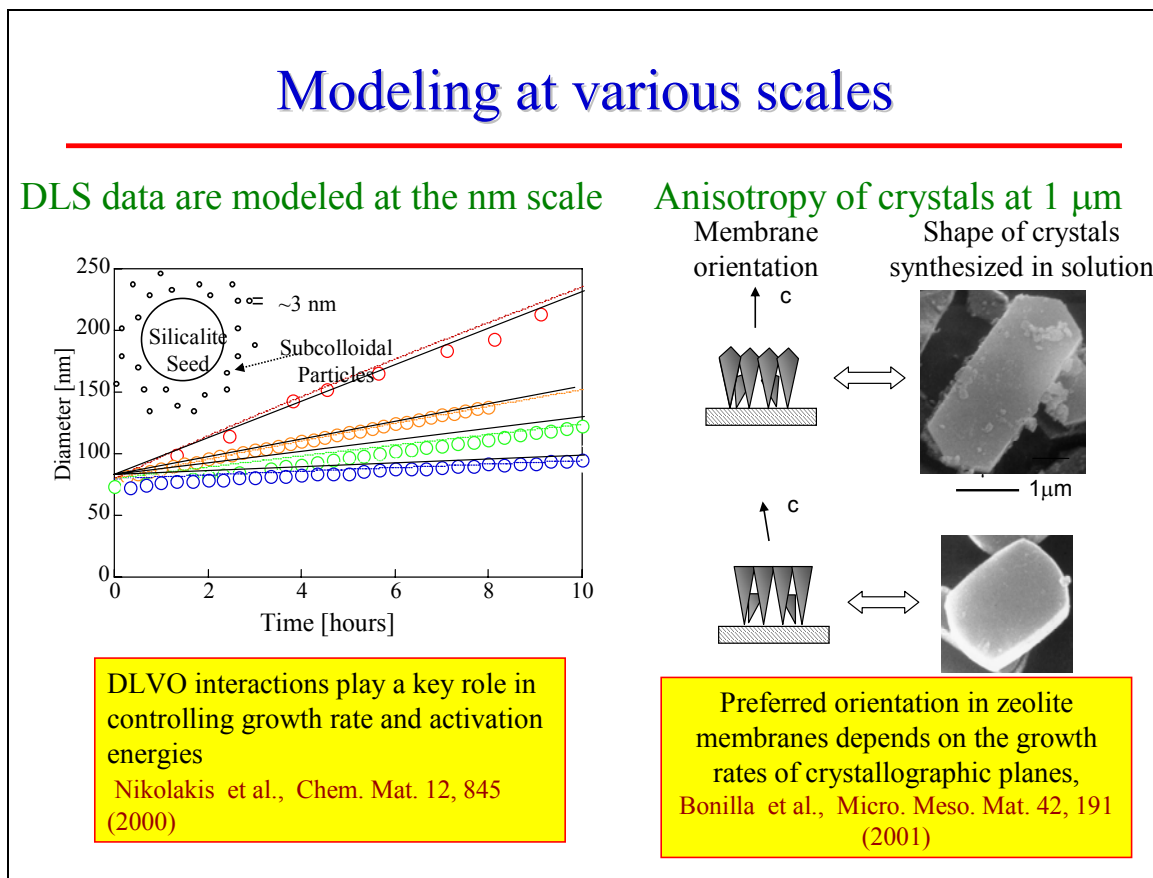 Modeling at various scales
DLS data are modeled at the nm scale
250
200
150
100
50
0
Diameter [nm]
~3 nm
Silicalite
Seed
Subcolloidal
Particles
0
2
4
6
8
10
Time [hours]
DLVO interactions play a key role in
controlling growth rate and activation
energies
Nikolakis et al., Chem. Mat. 12, 845
(2000)
Anisotropy of crystals at 1 μm
Membrane
orientation
Shape of crystals
synthesized in solution
c
1μm
c
Preferred orientation in zeolite
membranes depends on the growth
rates of crystallographic planes,
Bonilla et al., Micro. Meso. Mat. 42, 191
(2001)